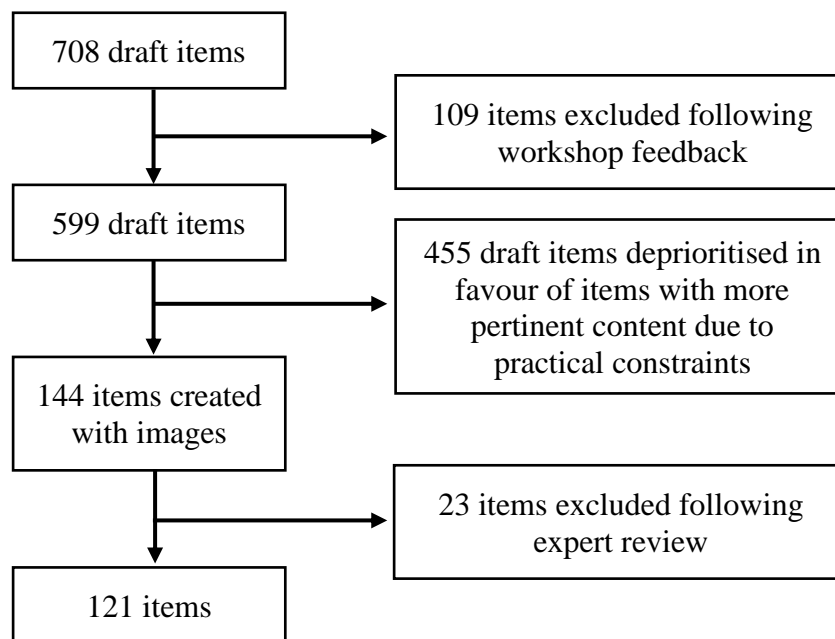 708 draft items
109 items excluded following
workshop feedback
599 draft items
455 draft items deprioritised in
favour of items with more
pertinent content due to
practical constraints
144 items created
with images
23 items excluded following
expert review
121 items